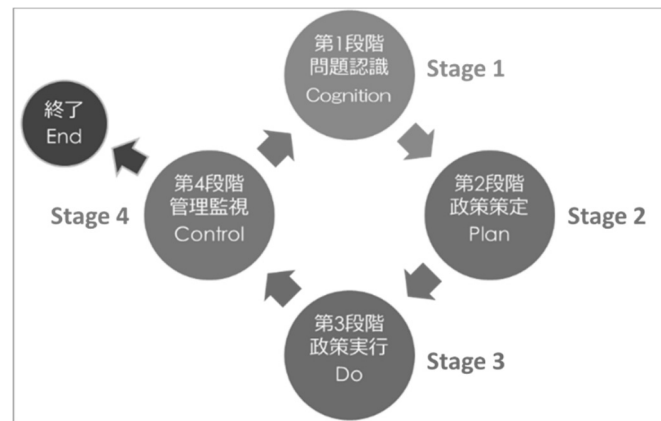 第1段階
問題認識
Cognition
Stage 1
終了
End
第4段階
管理監視
Control
Stage 4
第2段階
政策策定
Plan
Stage 2
第3段階
政策実行
Do
Stage 3